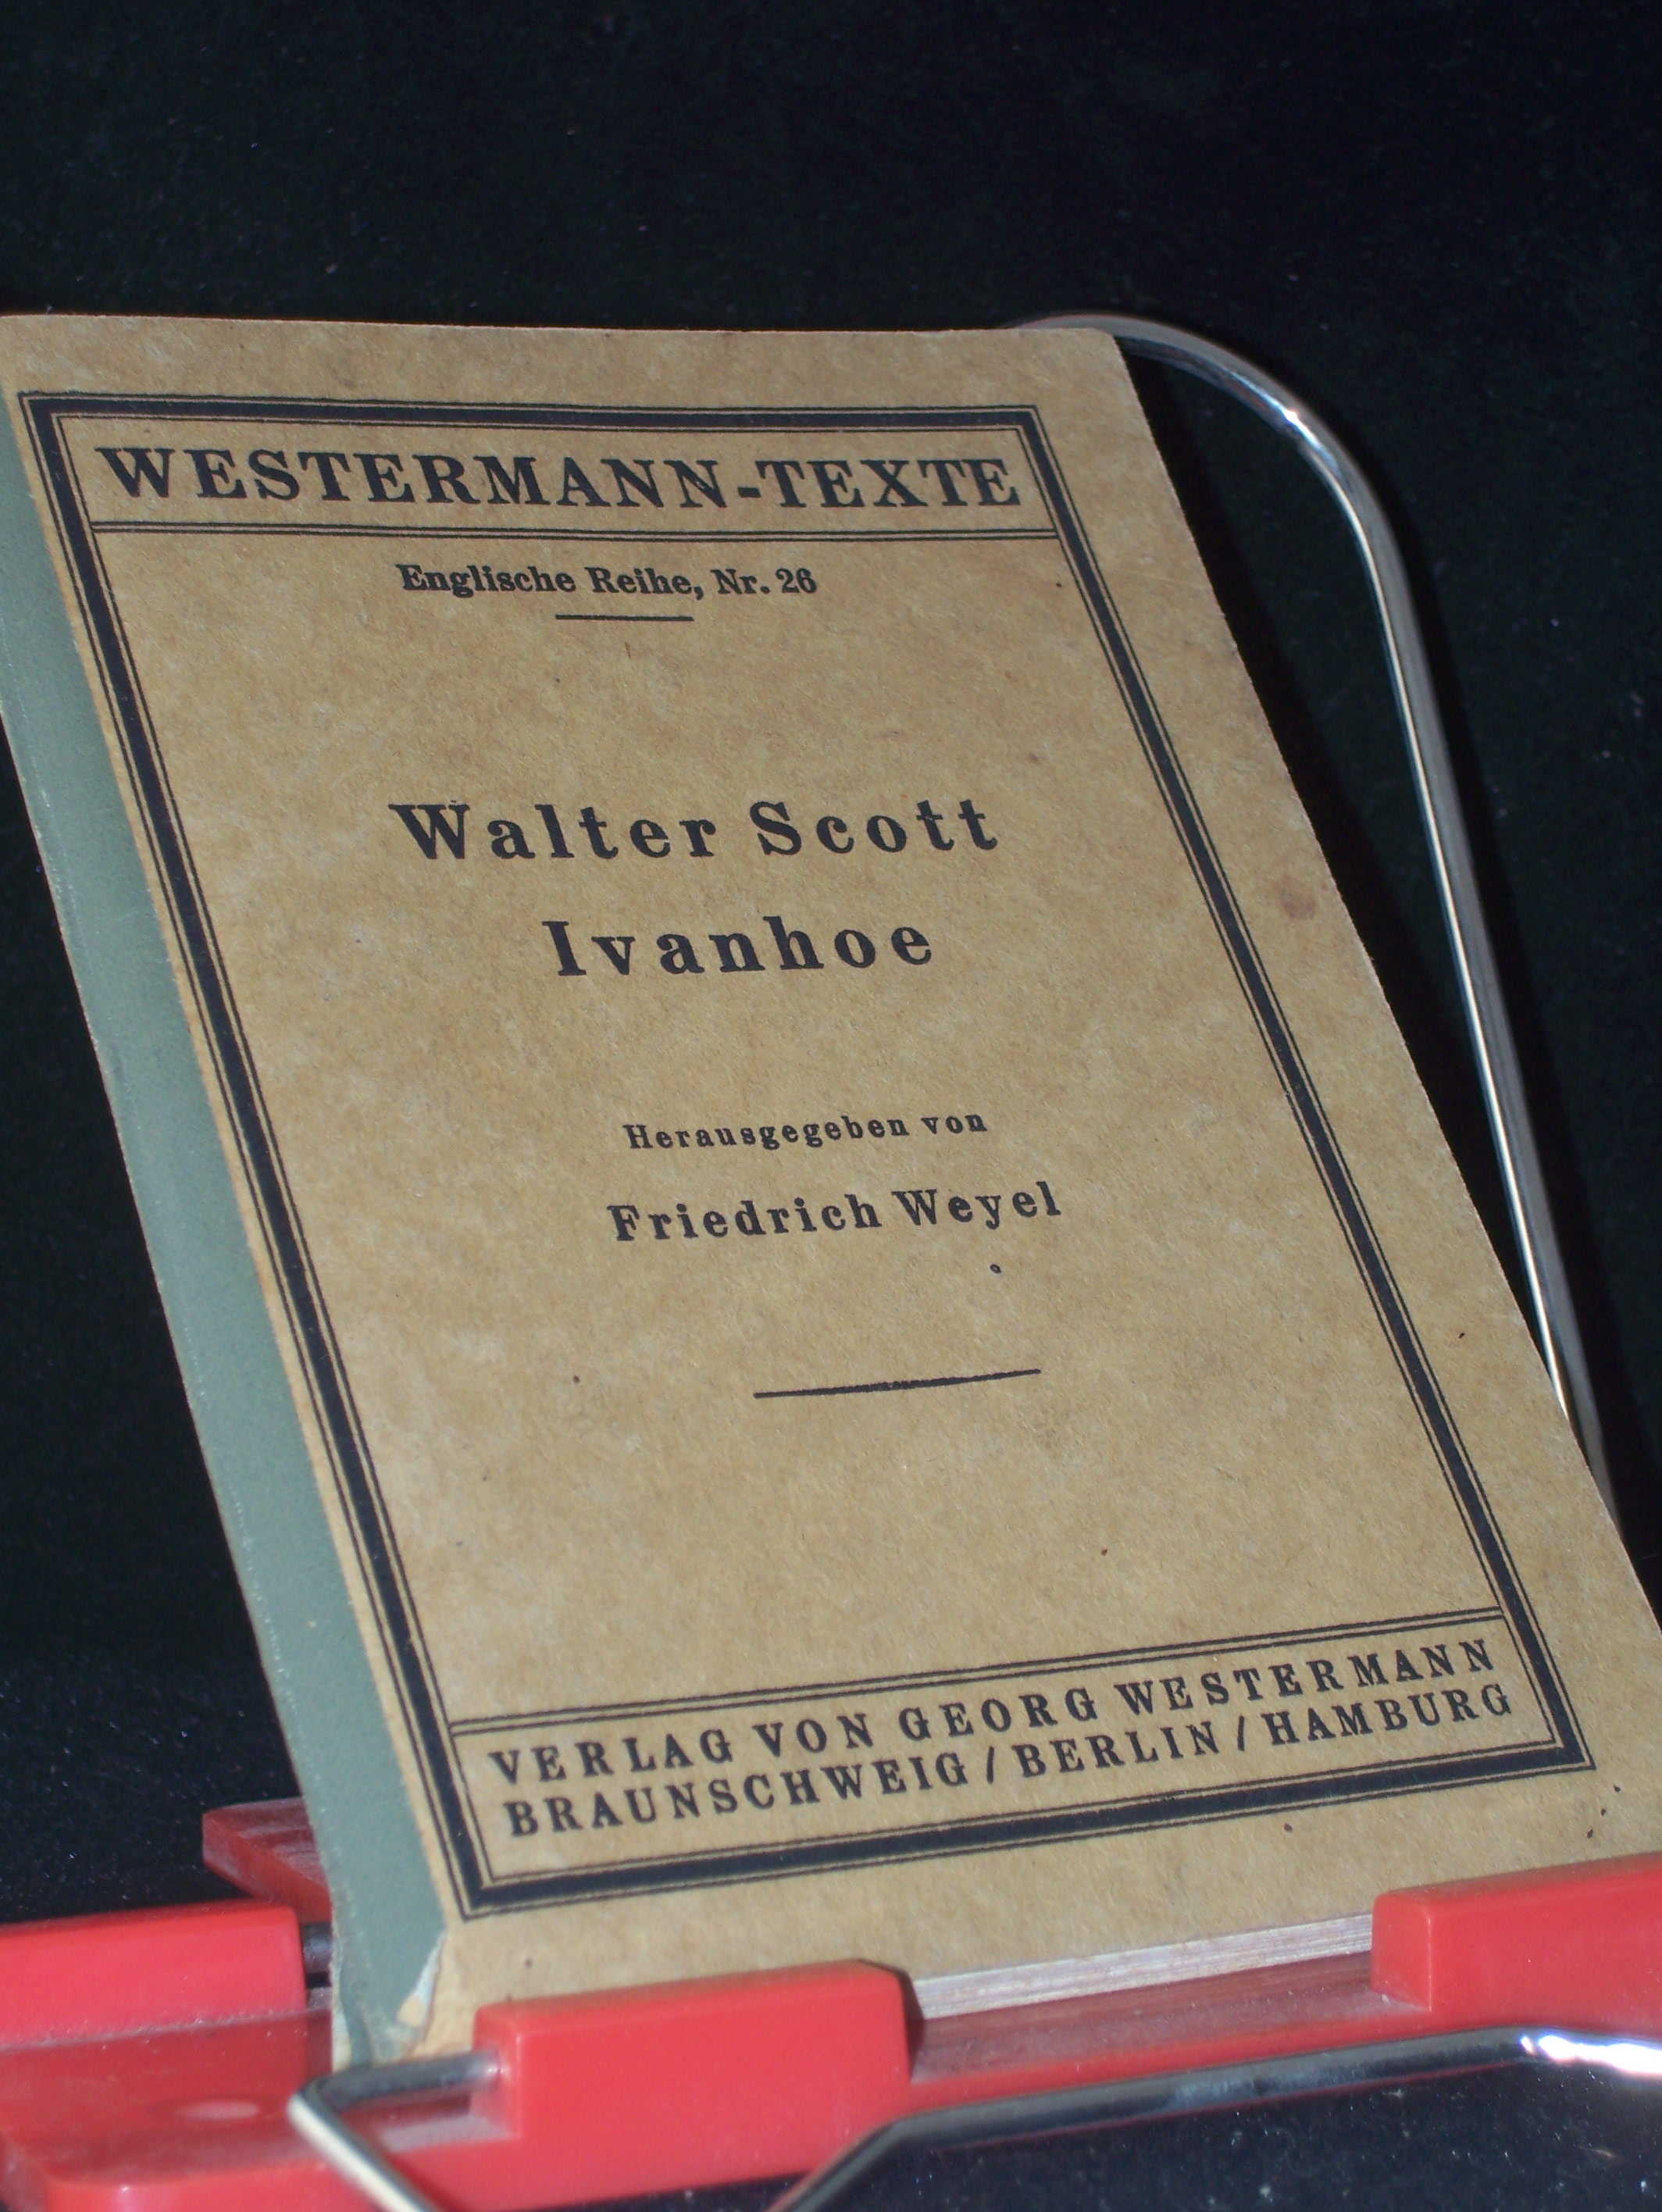 WESTERMANN-TEXTE
Englische Reihe, Nr. 26
Walter Scott
Ivanhoe
Herausgegeben von
Friedrich Weyel
VERLAG VON GEORG WESTERMANN
BRAUNSCHWEIG / BERLIN / HAMBURG